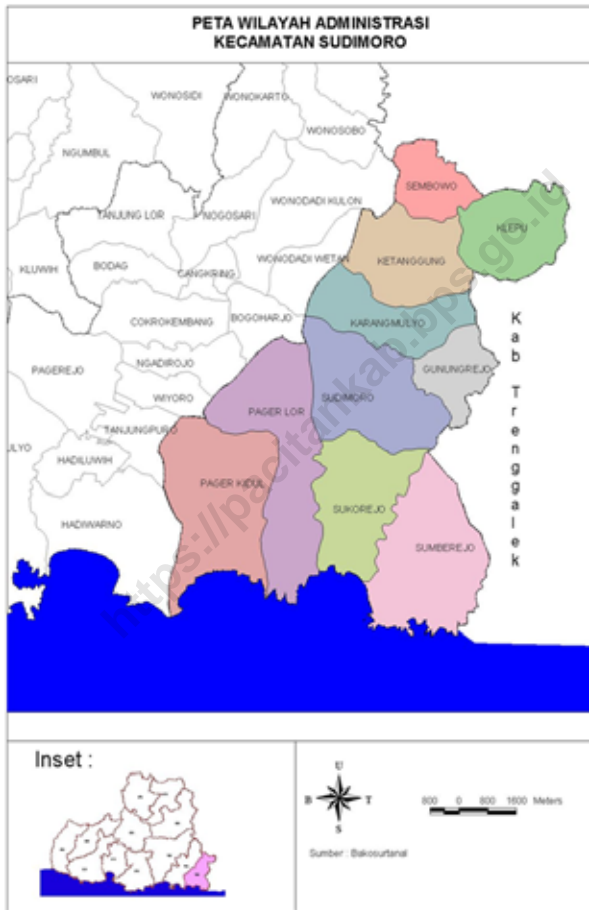 PETA WILAYAH ADMINISTRASI
KECAMATAN SUDIMORO
OSARI
WONOSIDI
WONOKARTO
WONOSOBO
NGUMBUL
SEMBOWO
WONODADI KULON
TANJUNG LOR
NOGOSARI
KLEPU
WONODADI WETAN
KETANGGUNG
KLUWIH
BODAG
CANGKRING
COKROKEMBANG
BOGOHARJO
KARANGMULYO
Kab Trenggalek
NGADIROJO
PAGEREJO
GUNUNGREJO
WIYORO
SUDIMORO
PAGER LOR
TANJUNGPURO
ULYO
HADILUWIH
PAGER KIDUL
SUKOREJO
HADIWARNO
SUMBEREJO
https://pacitankab.bps.go.id
Inset :
U
B T
S
800 0 800 1600 Meters
Sumber : Bakosurtanal